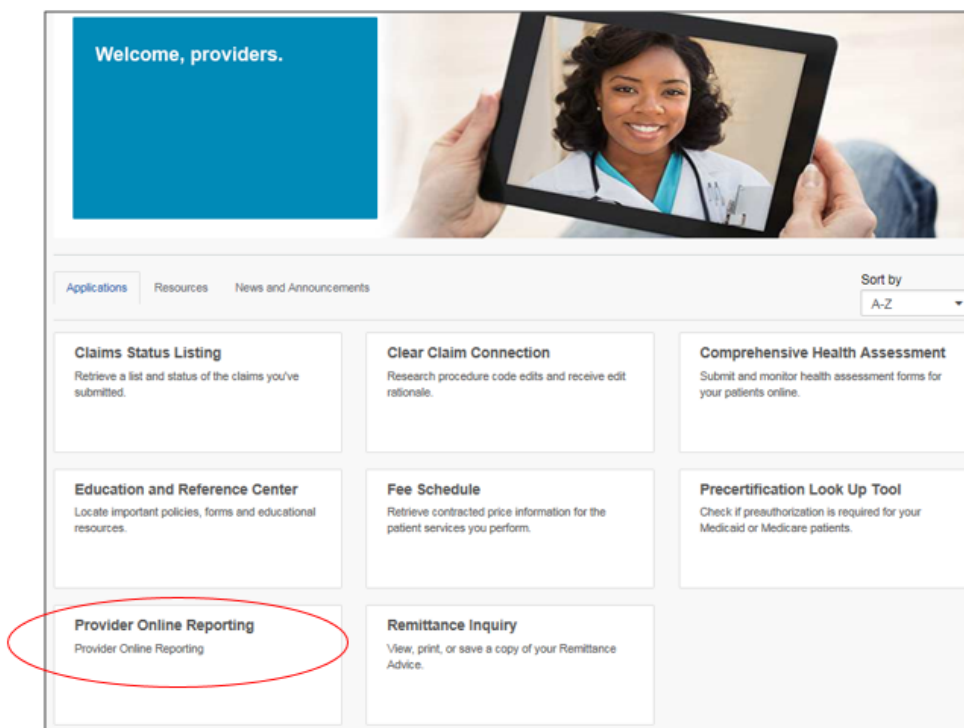 Welcome, providers.
Applications Resources News and Announcements
Sort by
A-Z
Claims Status Listing
Retrieve a list and status of the claims you've
submitted.
Clear Claim Connection
Research procedure code edits and receive edit
rationale.
Comprehensive Health Assessment
Submit and monitor health assessment forms for
your patients online.
Education and Reference Center
Locate important policies, forms and educational
resources.
Fee Schedule
Retrieve contracted price information for the
patient services you perform.
Precertification Look Up Tool
Check if preauthorization is required for your
Medicaid or Medicare patients.
Provider Online Reporting
Provider Online Reporting
Remittance Inquiry
View, print, or save a copy of your Remittance
Advice.